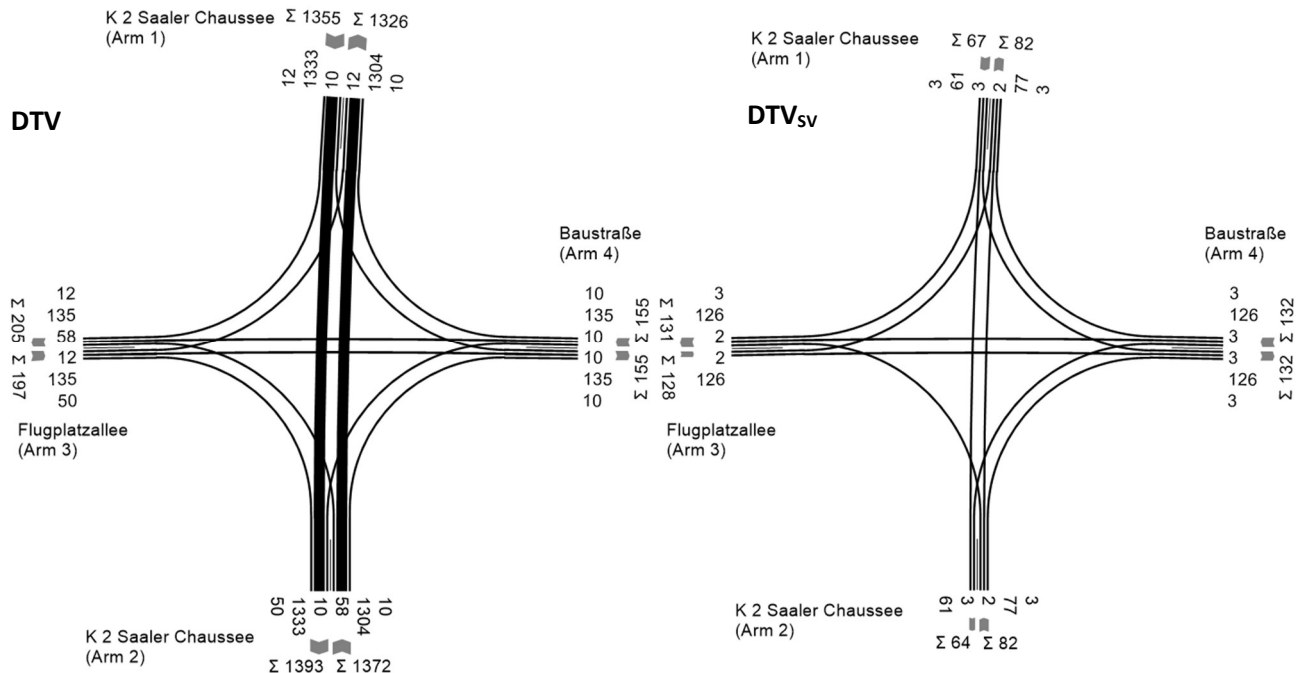 K 2 Saaler Chaussee
(Arm 1)
Σ 1355
Σ 1326
12
1333
10
12
1304
10
DTV
Baustraße
(Arm 4)
Σ 205
Σ 197
12
135
58
12
135
50
10
135
10
10
135
10
Σ 155
Σ 155
Flugplatzallee
(Arm 3)
50
1333
10
58
1304
10
K 2 Saaler Chaussee
(Arm 2)
Σ 1393
Σ 1372
K 2 Saaler Chaussee
(Arm 1)
Σ 67
Σ 82
3
61
3
2
77
3
DTVSV
Baustraße
(Arm 4)
Σ 131
Σ 128
3
126
2
2
126
3
126
3
3
126
3
Σ 132
Σ 132
Flugplatzallee
(Arm 3)
61
3
2
77
3
K 2 Saaler Chaussee
(Arm 2)
Σ 64
Σ 82